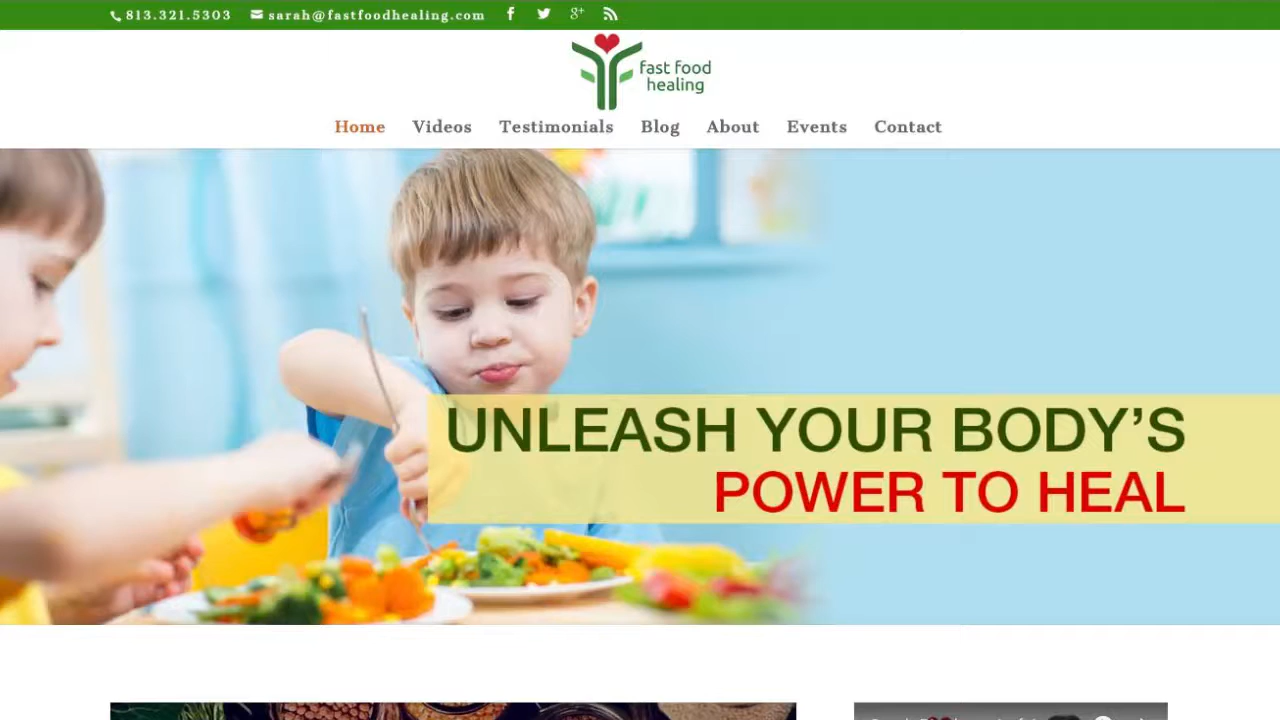 813.321.5303 sarah@fastfoodhealing.com
fast food
healing
Home Videos Testimonials Blog About Events Contact
UNLEASH YOUR BODY’S
POWER TO HEAL